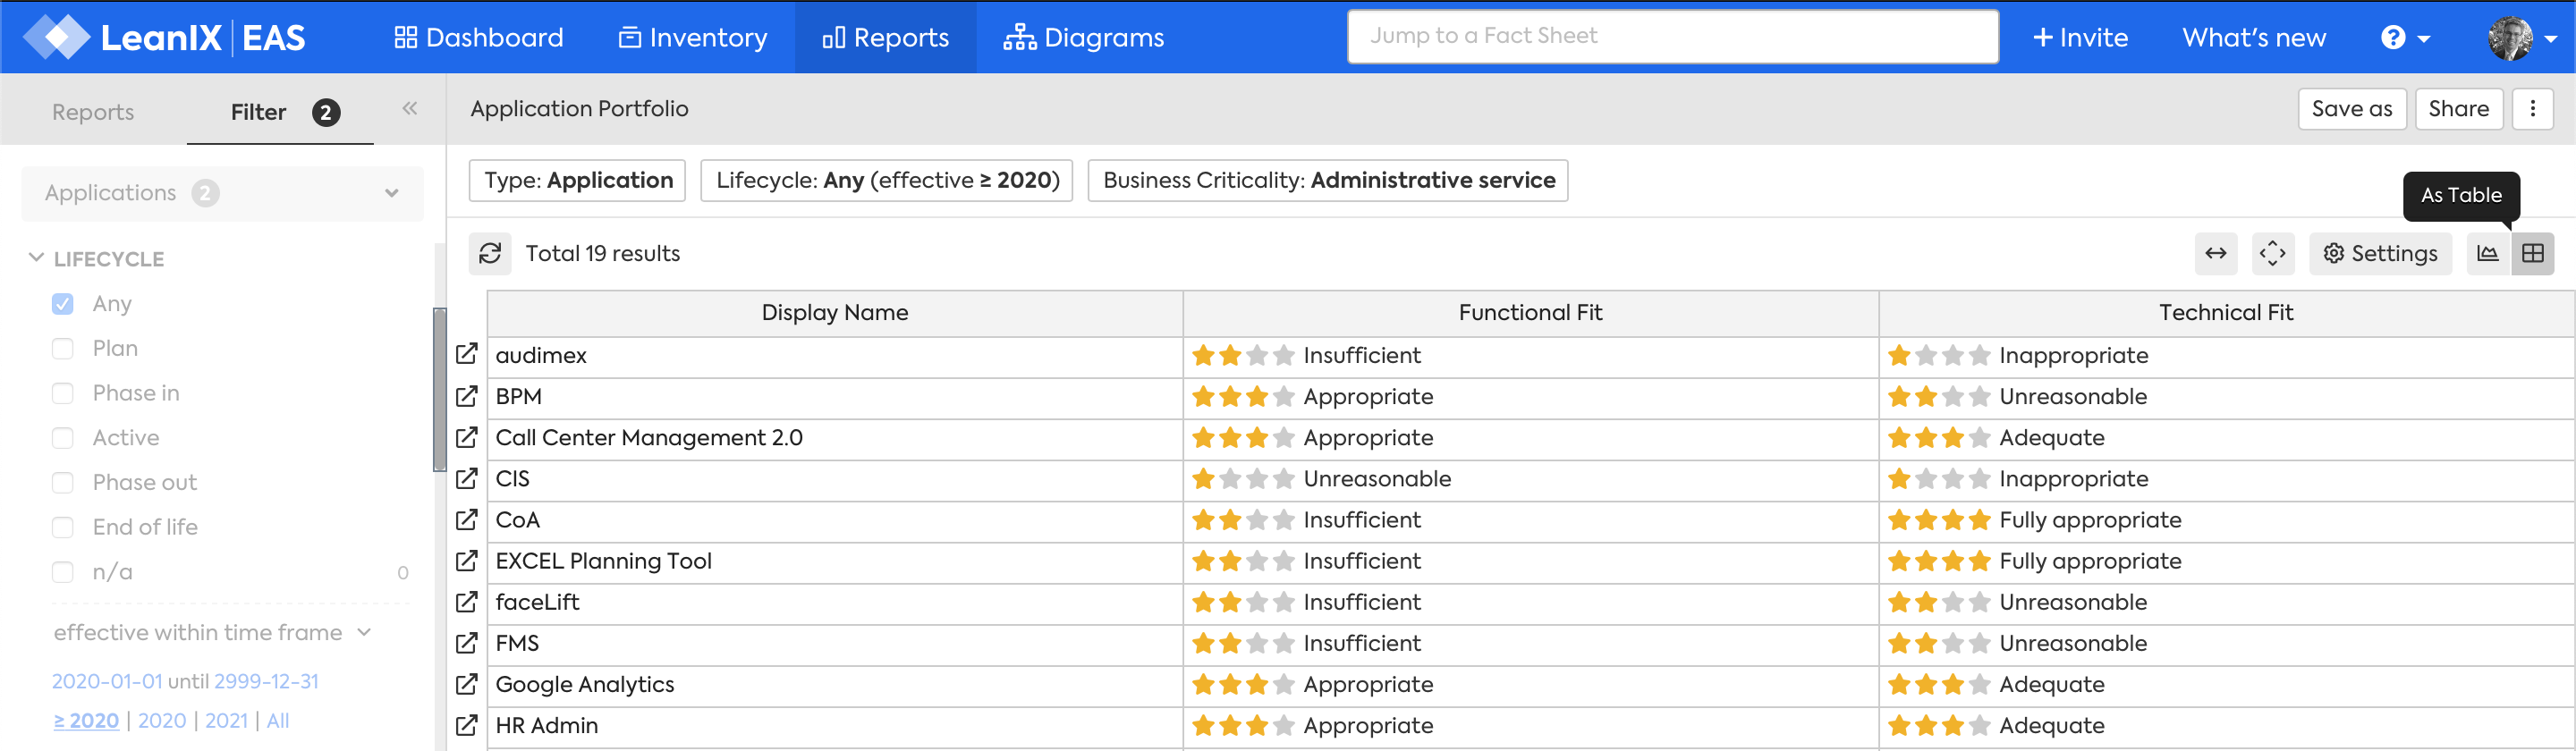 LeanIX EAS Dashboard Inventory Reports Diagrams Jump to a Fact Sheet + Invite What's new ?
Reports Filter 2 « Application Portfolio Save as Share
Applications 2
Type: Application Lifecycle: Any (effective ≥ 2020) Business Criticality: Administrative service
As Table
Total 19 results Settings
LIFECYCLE
Any
Plan
Phase in
Active
Phase out
End of life
n/a 0
effective within time frame
2020-01-01 until 2999-12-31
≥ 2020 | 2020 | 2021 | All
Display Name Functional Fit Technical Fit
audimex Insufficient Inappropriate
BPM Appropriate Unreasonable
Call Center Management 2.0 Appropriate Adequate
CIS Unreasonable Inappropriate
CoA Insufficient Fully appropriate
EXCEL Planning Tool Insufficient Fully appropriate
faceLift Insufficient Unreasonable
FMS Insufficient Unreasonable
Google Analytics Appropriate Adequate
HR Admin Appropriate Adequate